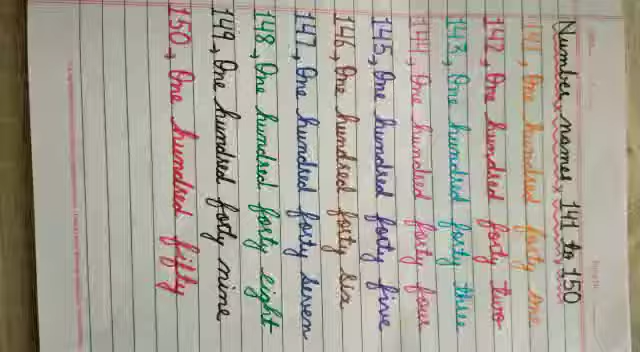 Number names, 141 to 150
141, One hundred forty one
142, One hundred forty two
143, One hundred forty three
144, One hundred forty four
145, One hundred forty five
146, One hundred forty six
147, One hundred forty seven
148, One hundred forty eight
149, One hundred forty nine
150, One hundred fifty